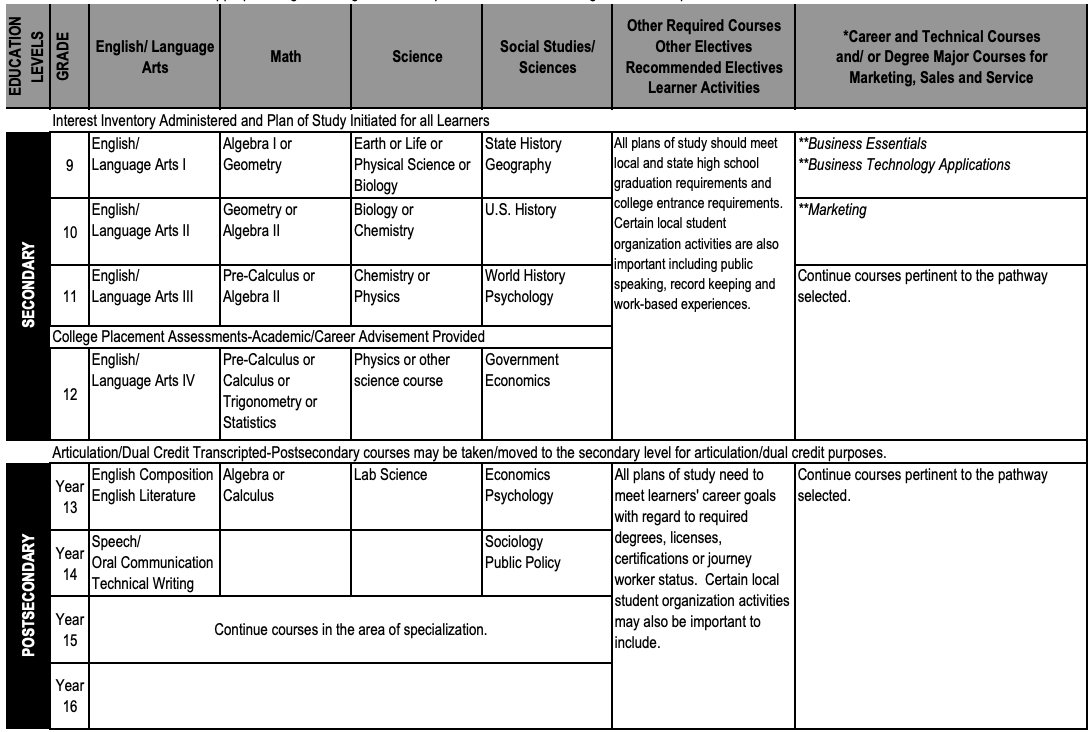 EDUCATION
LEVELS
GRADE
English/ Language
Arts
Math
Science
Social Studies/
Sciences
Other Required Courses
Other Electives
Recommended Electives
Learner Activities
*Career and Technical Courses
and/ or Degree Major Courses for
Marketing, Sales and Service
Interest Inventory Administered and Plan of Study Initiated for all Learners
SECONDARY
9
English/
Language Arts I
Algebra I or
Geometry
Earth or Life or
Physical Science or
Biology
State History
Geography
All plans of study should meet
local and state high school
graduation requirements and
college entrance requirements.
Certain local student
organization activities are also
important including public
speaking, record keeping and
work-based experiences.
**Business Essentials
**Business Technology Applications
10
English/
Language Arts II
Geometry or
Algebra II
Biology or
Chemistry
U.S. History
**Marketing
11
English/
Language Arts III
Pre-Calculus or
Algebra II
Chemistry or
Physics
World History
Psychology
Continue courses pertinent to the pathway
selected.
College Placement Assessments-Academic/Career Advisement Provided
12
English/
Language Arts IV
Pre-Calculus or
Calculus or
Trigonometry or
Statistics
Physics or other
science course
Government
Economics
Articulation/Dual Credit Transcripted-Postsecondary courses may be taken/moved to the secondary level for articulation/dual credit purposes.
POSTSECONDARY
Year
13
English Composition
English Literature
Algebra or
Calculus
Lab Science
Economics
Psychology
All plans of study need to
meet learners' career goals
with regard to required
degrees, licenses,
certifications or journey
worker status.  Certain local
student organization activities
may also be important to
include.
Continue courses pertinent to the pathway
selected.
Year
14
Speech/
Oral Communication
Technical Writing
Sociology
Public Policy
Year
15
Continue courses in the area of specialization.
Year
16